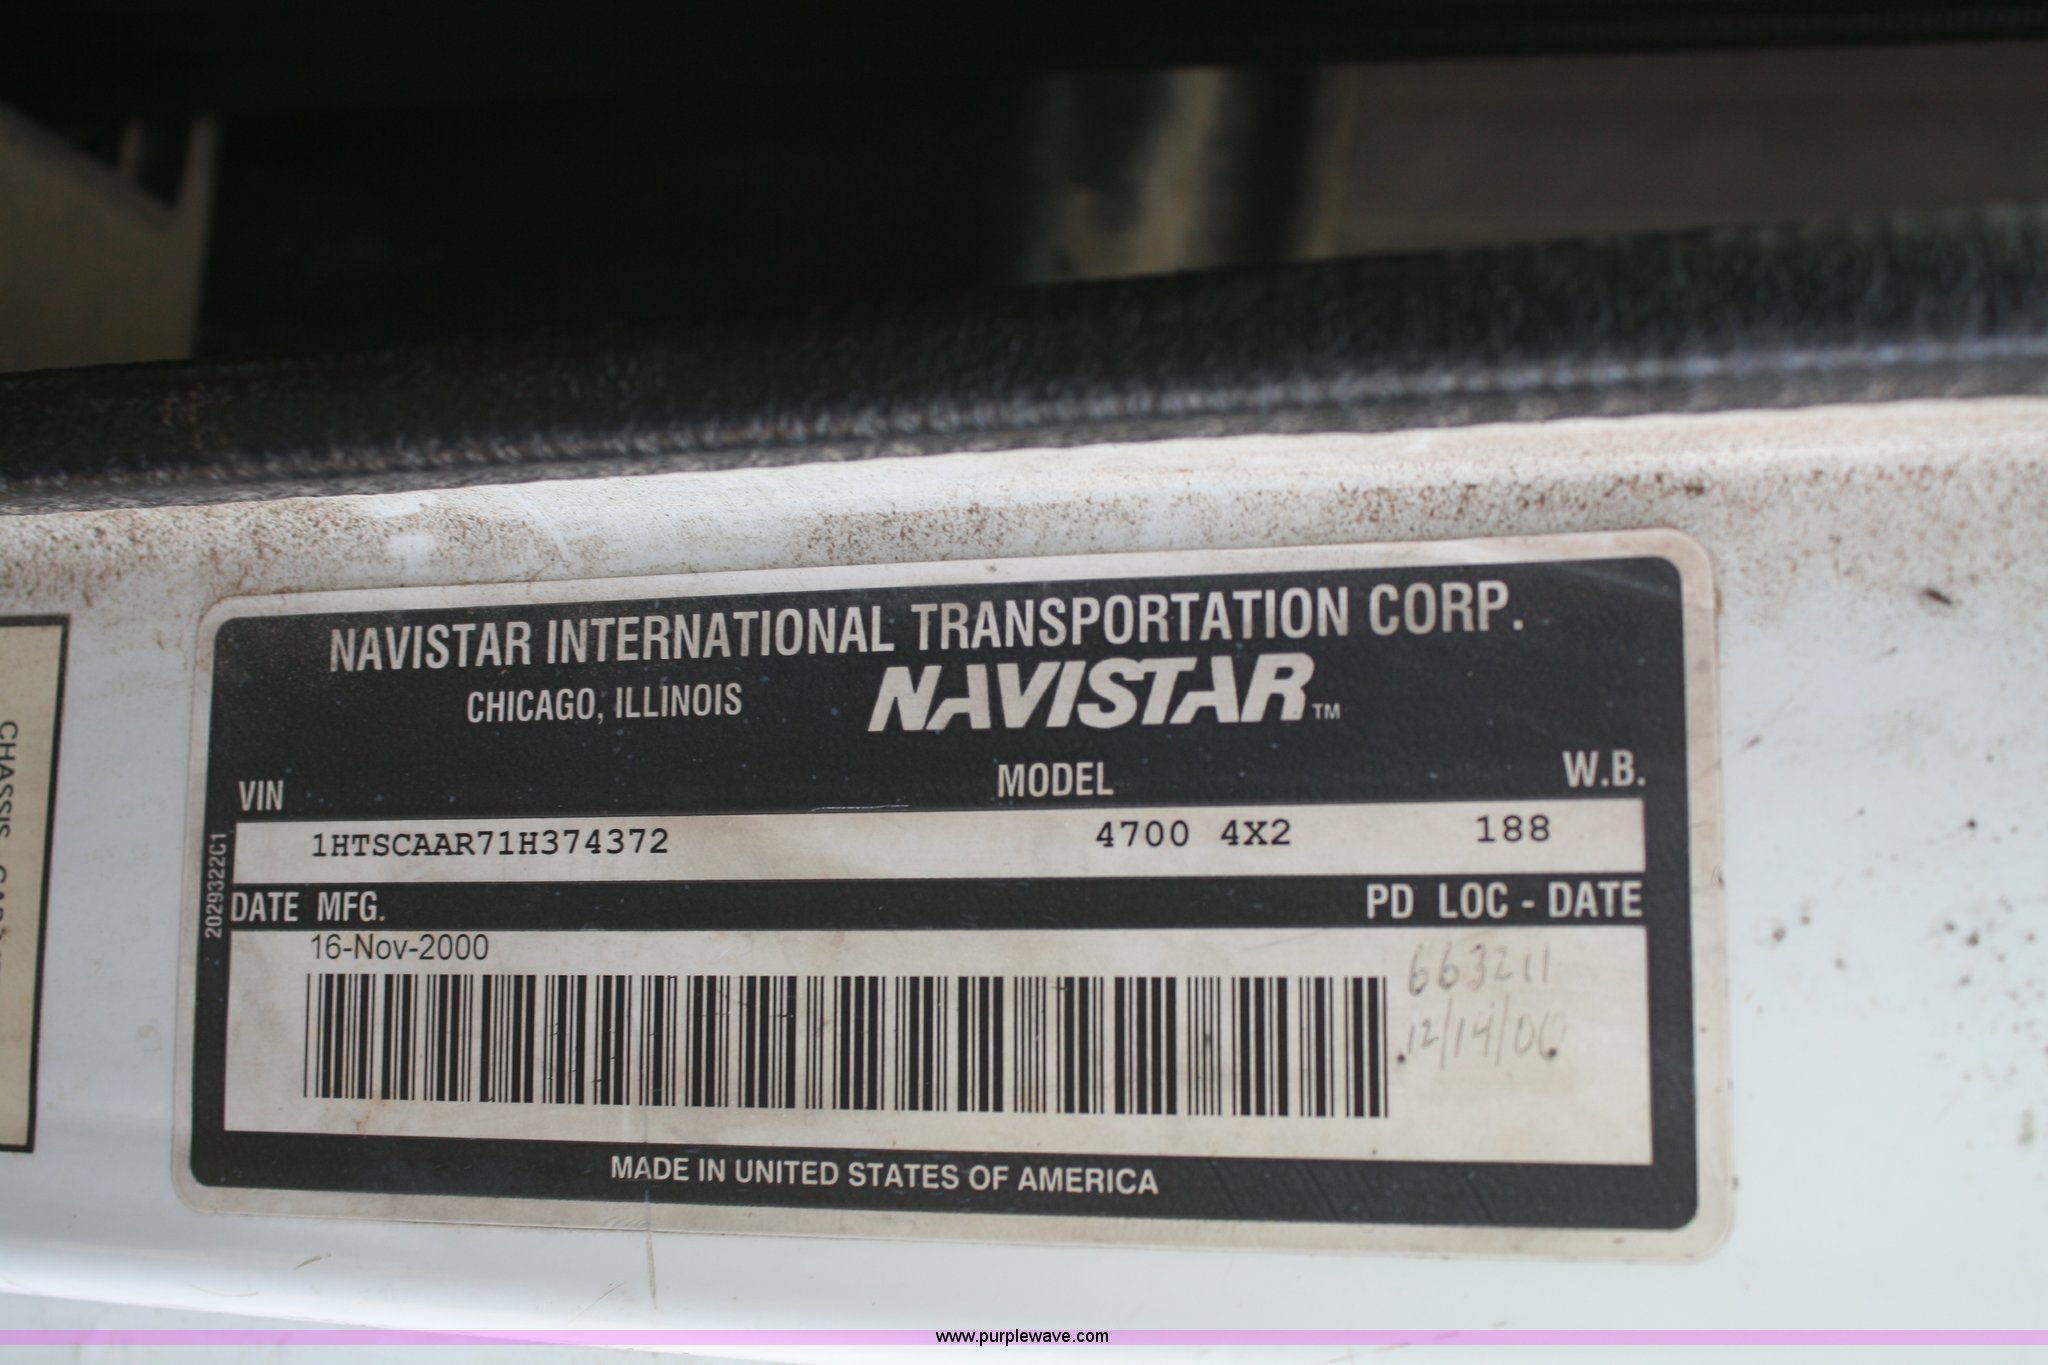 NAVISTAR INTERNATIONAL TRANSPORTATION CORP.
CHICAGO, ILLINOIS
NAVISTAR™
VIN MODEL W.B.
1HTSCAAR71H374372 4700 4X2 188
DATE MFG. PD LOC - DATE
16-Nov-2000
663211
12/14/00
MADE IN UNITED STATES OF AMERICA
2029322C1
CHASSIS
www.purplewave.com